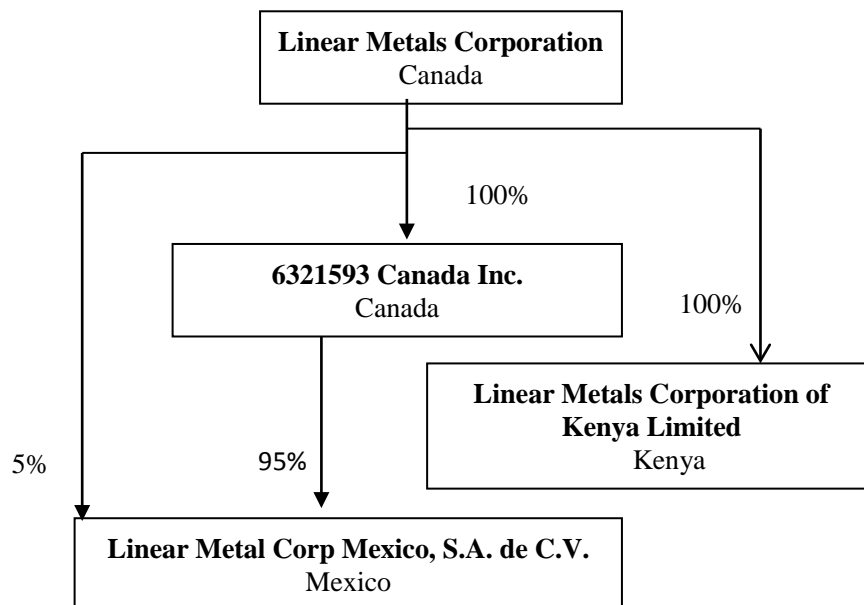 Linear Metals Corporation
Canada
100%
6321593 Canada Inc.
Canada
100%
Linear Metals Corporation of
Kenya Limited
Kenya
5%
95%
Linear Metal Corp Mexico, S.A. de C.V.
Mexico